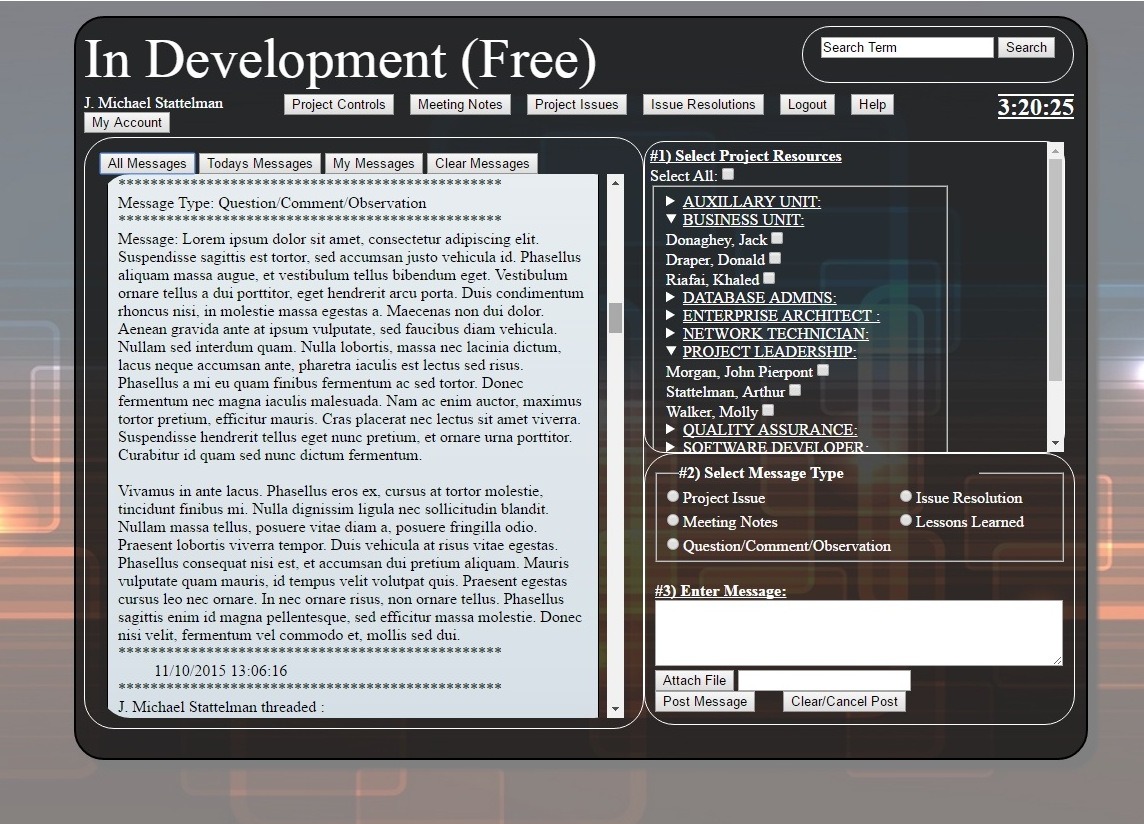 In Development (Free)
Search Term Search
J. Michael Stattelman
Project Controls Meeting Notes Project Issues Issue Resolutions Logout Help
3:20:25
My Account
All Messages Todays Messages My Messages Clear Messages
**************************************************
Message Type: Question/Comment/Observation
**************************************************
Message: Lorem ipsum dolor sit amet, consectetur adipiscing elit.
Suspendisse sagittis est tortor, sed accumsan justo vehicula id. Phasellus
aliquam massa augue, et vestibulum tellus bibendum eget. Vestibulum
ornare tellus a dui porttitor, eget hendrerit arcu porta. Duis condimentum
rhoncus nisi, in molestie massa egestas a. Maecenas non dui dolor.
Aenean gravida ante at ipsum vulputate, sed faucibus diam vehicula.
Nullam sed interdum quam. Nulla lobortis, massa nec lacinia dictum,
lacus neque accumsan ante, pharetra iaculis est lectus sed risus.
Phasellus a mi eu quam finibus fermentum ac sed tortor. Donec
fermentum nec magna iaculis malesuada. Nam ac enim auctor, maximus
tortor pretium, efficitur mauris. Cras placerat nec lectus sit amet viverra.
Suspendisse hendrerit tellus eget nunc pretium, et ornare urna porttitor.
Curabitur id quam sed nunc dictum fermentum.
Vivamus in ante lacus. Phasellus eros ex, cursus at tortor molestie,
tincidunt finibus mi. Nulla dignissim ligula nec sollicitudin blandit.
Nullam massa tellus, posuere vitae diam a, posuere fringilla odio.
Praesent lobortis viverra tempor. Duis vehicula at risus vitae egestas.
Phasellus consequat nisi est, et accumsan dui pretium aliquam. Mauris
vulputate quam mauris, id tempus velit volutpat quis. Praesent egestas
cursus leo nec ornare. In nec ornare risus, non ornare tellus. Phasellus
sagittis enim id magna pellentesque, sed efficitur massa molestie. Donec
nisi velit, fermentum vel commodo et, mollis sed dui.
**************************************************
11/10/2015 13:06:16
**************************************************
J. Michael Stattelman threaded :
#1) Select Project Resources
Select All:
AUXILLARY UNIT:
BUSINESS UNIT:
Donaghey, Jack
Draper, Donald
Riafai, Khaled
DATABASE ADMINS:
ENTERPRISE ARCHITECT :
NETWORK TECHNICIAN:
PROJECT LEADERSHIP:
Morgan, John Pierpont
Stattelman, Arthur
Walker, Molly
QUALITY ASSURANCE:
SOFTWARE DEVELOPER:
#2) Select Message Type
Project Issue Issue Resolution
Meeting Notes Lessons Learned
Question/Comment/Observation
#3) Enter Message:
Attach File
Post Message Clear/Cancel Post